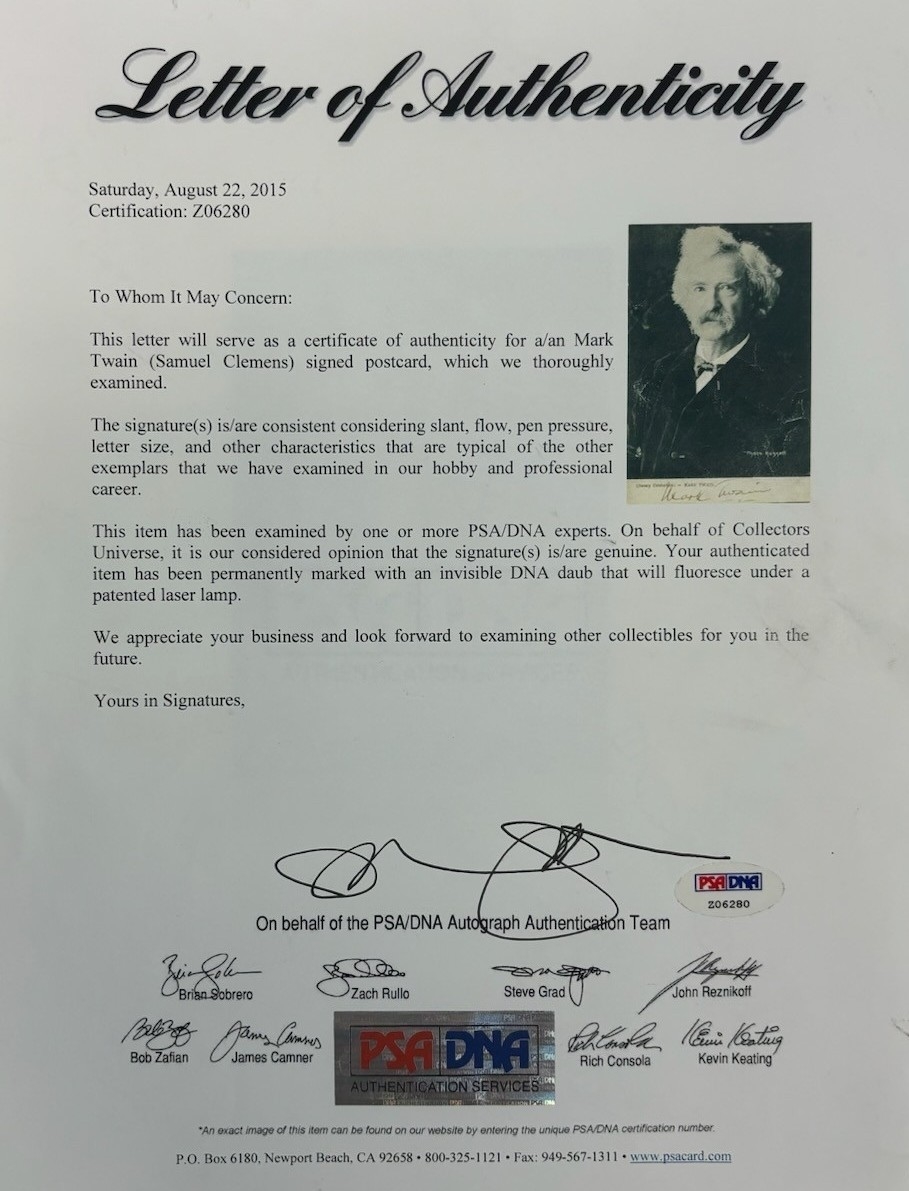 Letter of Authenticity
Saturday, August 22, 2015
Certification: Z06280
To Whom It May Concern:
This letter will serve as a certificate of authenticity for a/an Mark
Twain (Samuel Clemens) signed postcard, which we thoroughly
examined.
The signature(s) is/are consistent considering slant, flow, pen pressure,
letter size, and other characteristics that are typical of the other
exemplars that we have examined in our hobby and professional
career.
Mark Twain
This item has been examined by one or more PSA/DNA experts. On behalf of Collectors
Universe, it is our considered opinion that the signature(s) is/are genuine. Your authenticated
item has been permanently marked with an invisible DNA daub that will fluoresce under a
patented laser lamp.
We appreciate your business and look forward to examining other collectibles for you in the
future.
Yours in Signatures,
PSA/DNA
Z06280
On behalf of the PSA/DNA Autograph Authentication Team
Brian Sobrero
Zach Rullo
Steve Grad
John Reznikoff
Bob Zafian
James Camner
PSA/DNA
AUTHENTICATION SERVICES
Rich Consola
Kevin Keating
*An exact image of this item can be found on our website by entering the unique PSA/DNA certification number.
P.O. Box 6180, Newport Beach, CA 92658 • 800-325-1121 • Fax: 949-567-1311 • www.psacard.com